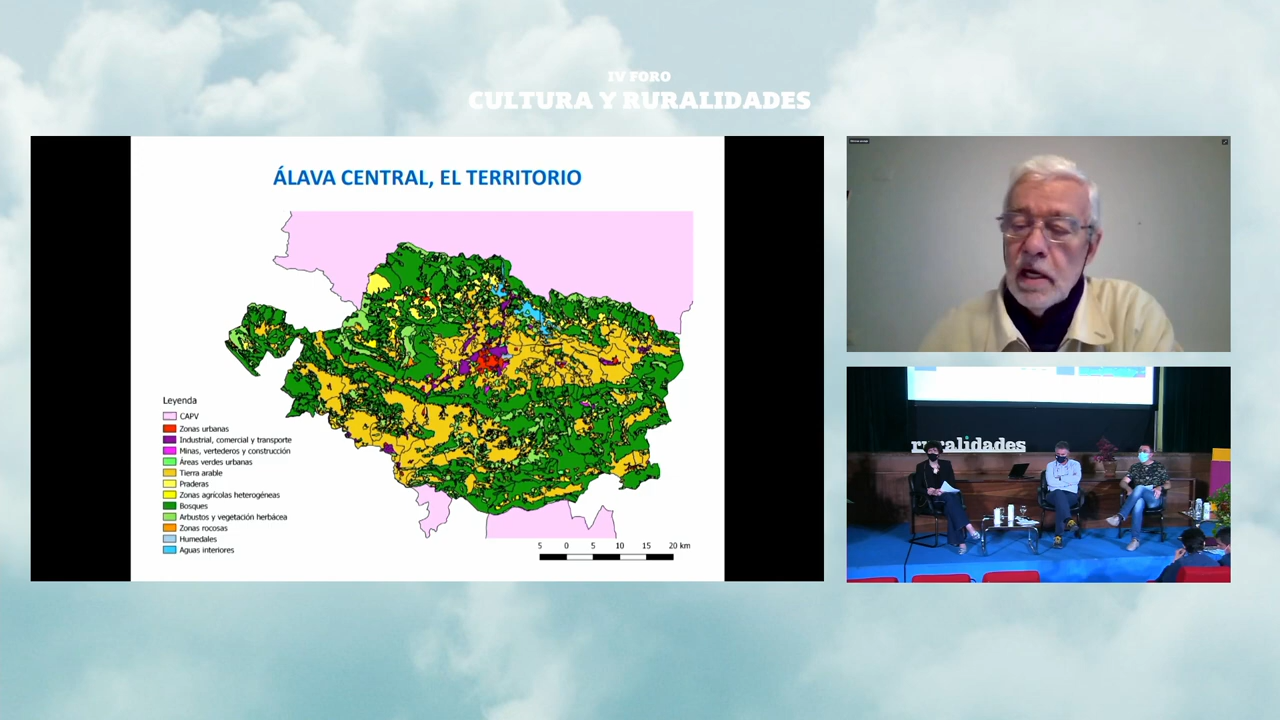 IV FORO
CULTURA Y RURALIDADES
ÁLAVA CENTRAL, EL TERRITORIO
Leyenda
CAPV
Zonas urbanas
Industrial, comercial y transporte
Minas, vertederos y construcción
Áreas verdes urbanas
Tierra arable
Praderas
Zonas agrícolas heterogéneas
Bosques
Arbustos y vegetación herbácea
Zonas rocosas
Humedales
Aguas interiores
5 0 5 10 15 20 km
ruralidades